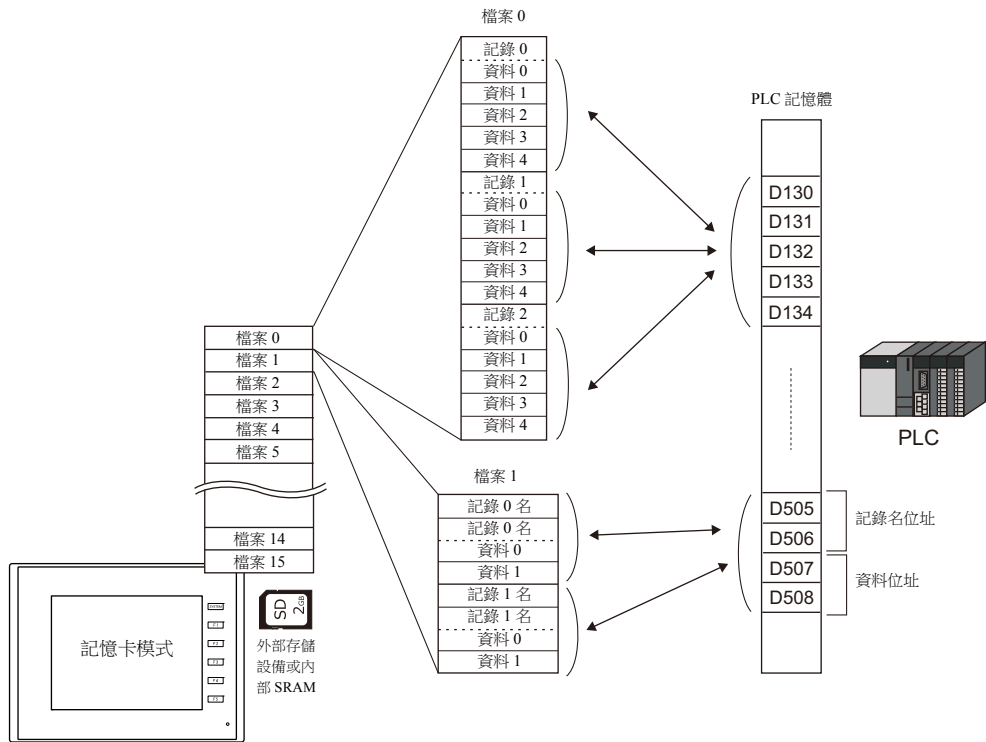 檔案 0
記錄 0
資料 0
資料 1
資料 2
資料 3
資料 4
記錄 1
資料 0
資料 1
資料 2
資料 3
資料 4
記錄 2
資料 0
資料 1
資料 2
資料 3
資料 4
PLC 記憶體
D130
D131
D132
D133
D134
D505
D506
D507
D508
記錄名位址
資料位址
PLC
檔案 0
檔案 1
檔案 2
檔案 3
檔案 4
檔案 5
檔案 14
檔案 15
檔案 1
記錄 0 名
記錄 0 名
資料 0
資料 1
記錄 1 名
記錄 1 名
資料 0
資料 1
記憶卡模式
SYSTEM
F1
F2
F3
F4
F5
SD
2GB
外部存儲
設備或內
部 SRAM